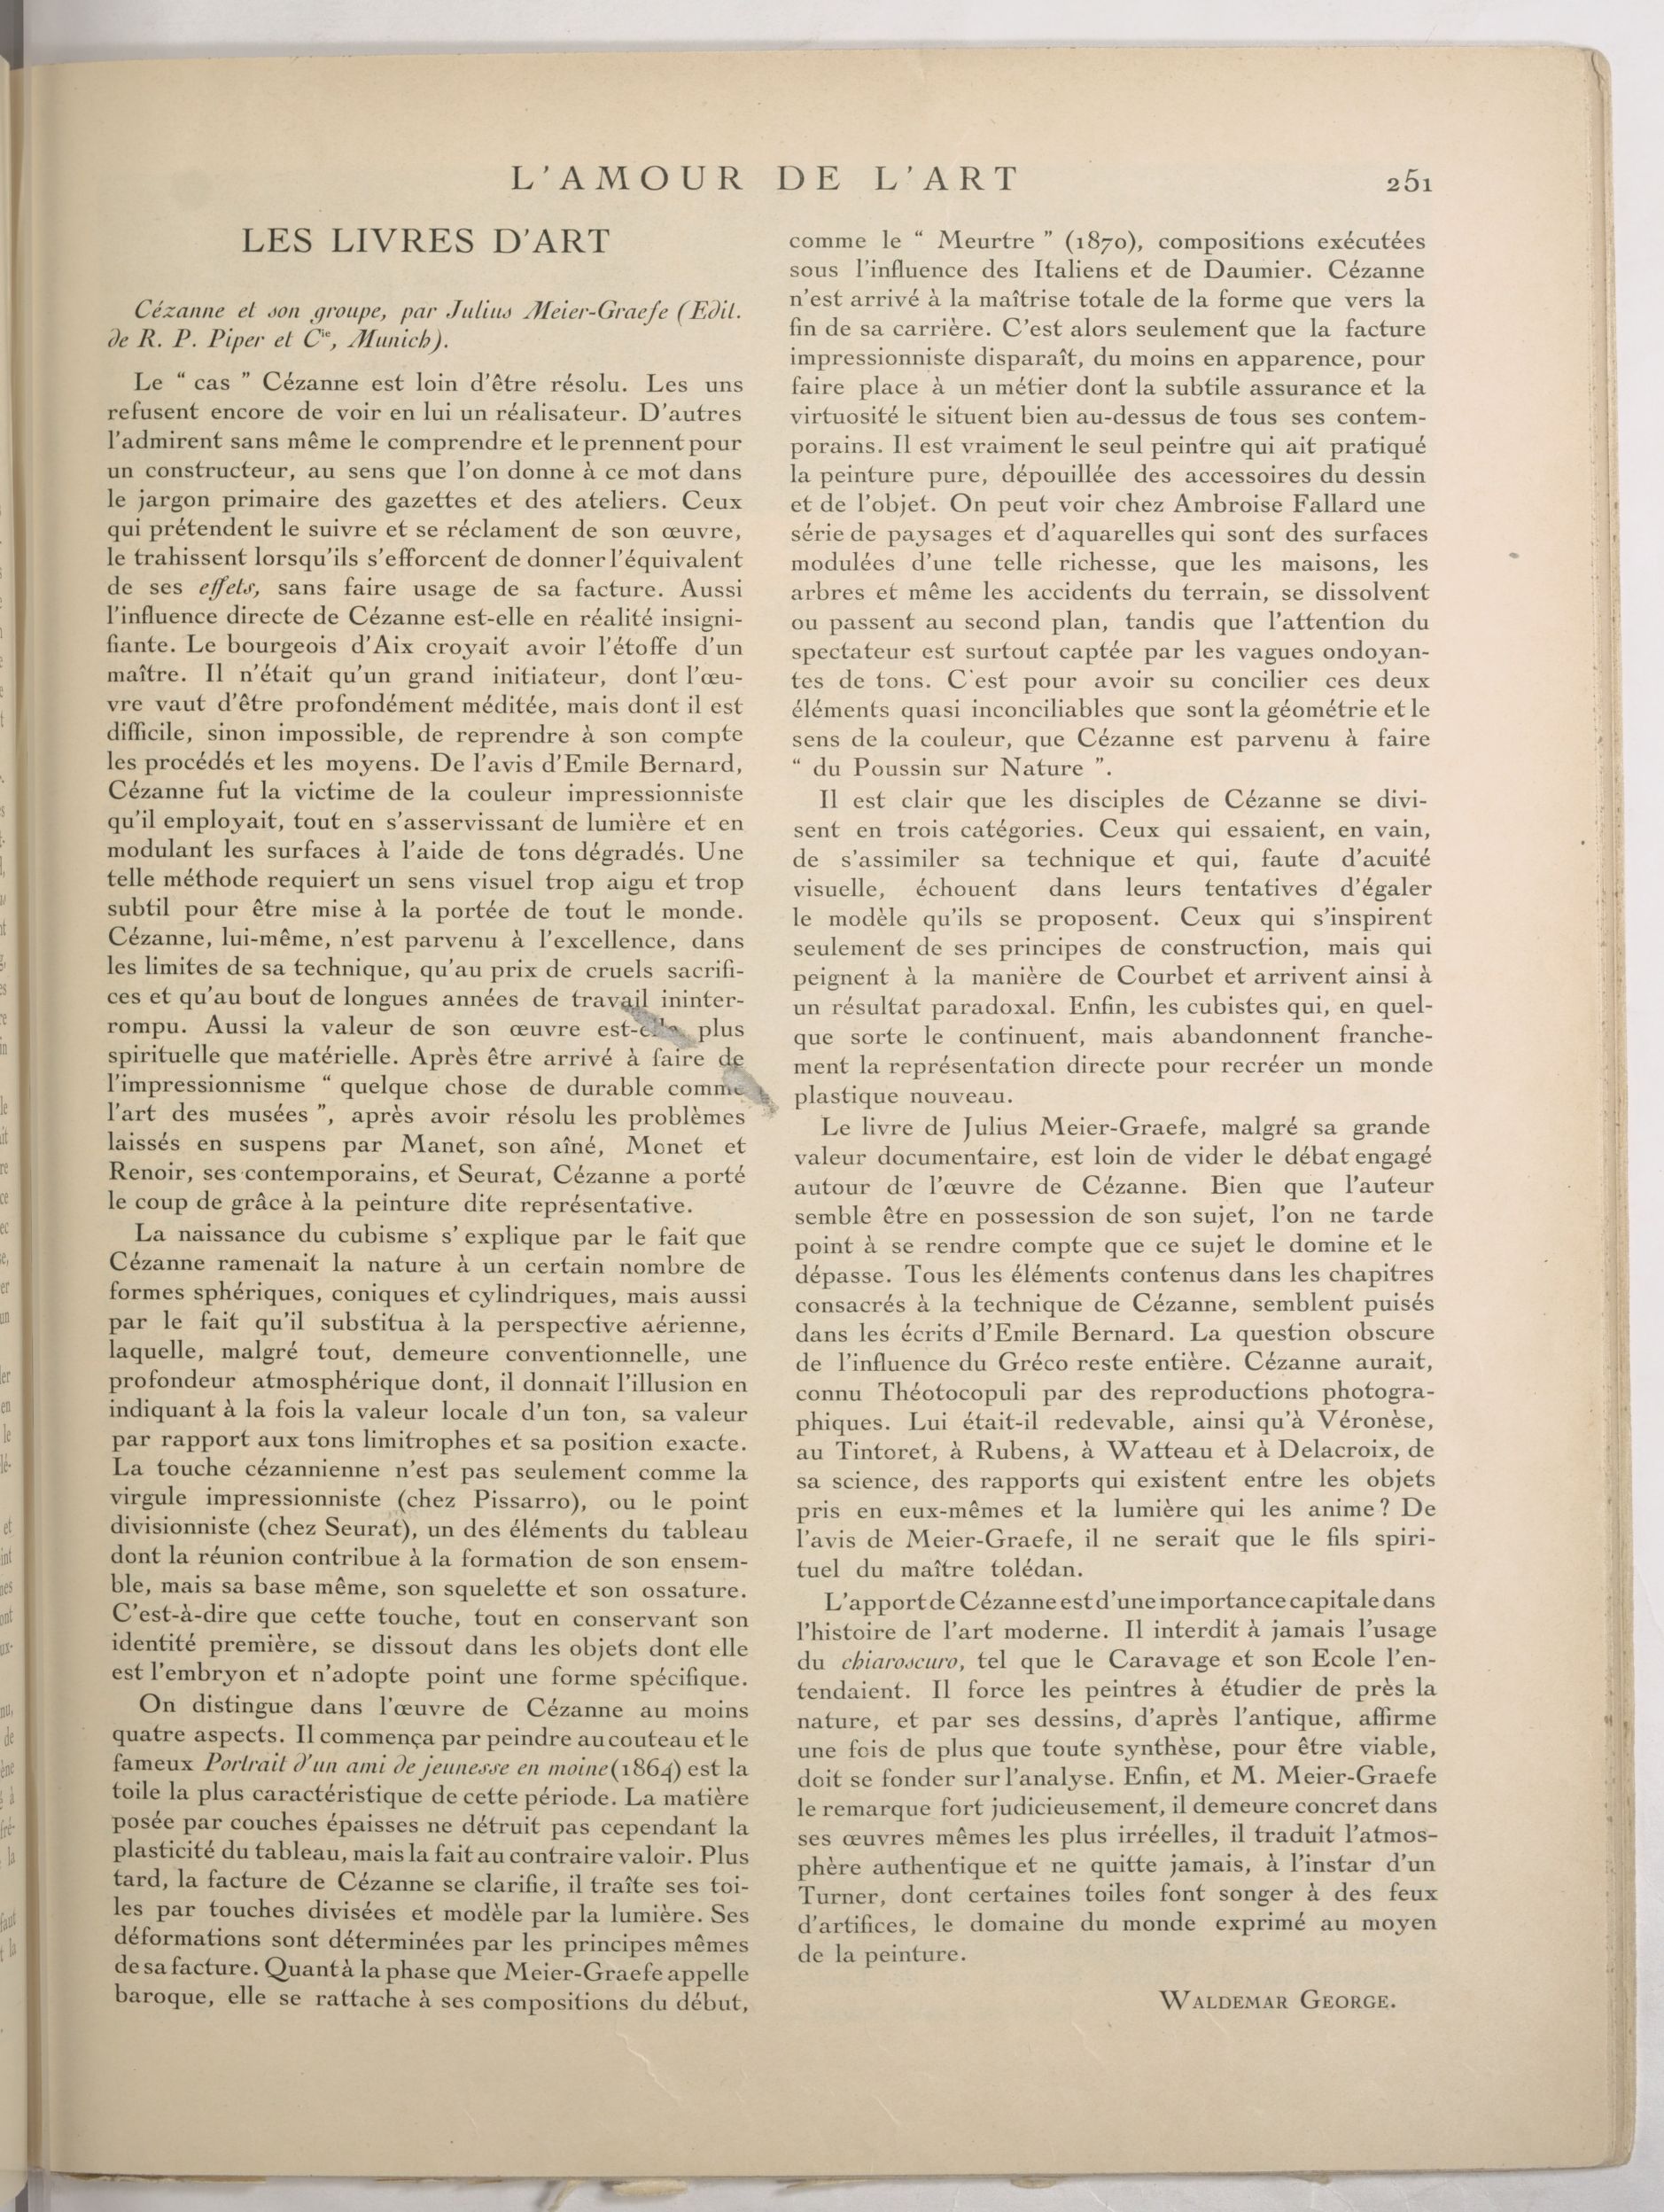 L'AMOUR DE L'ART
251
LES LIVRES D'ART
Cézanne et son groupe, par Julius Meier-Graefe (Edit.
de R. P. Piper et Cie, Munich).
Le “ cas ” Cézanne est loin d'être résolu. Les uns
refusent encore de voir en lui un réalisateur. D'autres
l'admirent sans même le comprendre et le prennent pour
un constructeur, au sens que l'on donne à ce mot dans
le jargon primaire des gazettes et des ateliers. Ceux
qui prétendent le suivre et se réclament de son œuvre,
le trahissent lorsqu'ils s'efforcent de donner l'équivalent
de ses effets, sans faire usage de sa facture. Aussi
l'influence directe de Cézanne est-elle en réalité insigni-
fiante. Le bourgeois d'Aix croyait avoir l'étoffe d'un
maître. Il n'était qu'un grand initiateur, dont l'œu-
vre vaut d'être profondément méditée, mais dont il est
difficile, sinon impossible, de reprendre à son compte
les procédés et les moyens. De l'avis d'Emile Bernard,
Cézanne fut la victime de la couleur impressionniste
qu'il employait, tout en s'asservissant de lumière et en
modulant les surfaces à l'aide de tons dégradés. Une
telle méthode requiert un sens visuel trop aigu et trop
subtil pour être mise à la portée de tout le monde.
Cézanne, lui-même, n'est parvenu à l'excellence, dans
les limites de sa technique, qu'au prix de cruels sacrifi-
ces et qu'au bout de longues années de travail ininter-
rompu. Aussi la valeur de son œuvre est-elle plus
spirituelle que matérielle. Après être arrivé à faire de
l'impressionnisme “ quelque chose de durable comme
l'art des musées ”, après avoir résolu les problèmes
laissés en suspens par Manet, son aîné, Monet et
Renoir, ses contemporains, et Seurat, Cézanne a porté
le coup de grâce à la peinture dite représentative.
La naissance du cubisme s' explique par le fait que
Cézanne ramenait la nature à un certain nombre de
formes sphériques, coniques et cylindriques, mais aussi
par le fait qu'il substitua à la perspective aérienne,
laquelle, malgré tout, demeure conventionnelle, une
profondeur atmosphérique dont, il donnait l'illusion en
indiquant à la fois la valeur locale d'un ton, sa valeur
par rapport aux tons limitrophes et sa position exacte.
La touche cézannienne n'est pas seulement comme la
virgule impressionniste (chez Pissarro), ou le point
divisionniste (chez Seurat), un des éléments du tableau
dont la réunion contribue à la formation de son ensem-
ble, mais sa base même, son squelette et son ossature.
C'est-à-dire que cette touche, tout en conservant son
identité première, se dissout dans les objets dont elle
est l'embryon et n'adopte point une forme spécifique.
On distingue dans l'œuvre de Cézanne au moins
quatre aspects. Il commença par peindre au couteau et le
fameux Portrait d'un ami de jeunesse en moine (1864) est la
toile la plus caractéristique de cette période. La matière
posée par couches épaisses ne détruit pas cependant la
plasticité du tableau, mais la fait au contraire valoir. Plus
tard, la facture de Cézanne se clarifie, il traîte ses toi-
les par touches divisées et modèle par la lumière. Ses
déformations sont déterminées par les principes mêmes
de sa facture. Quant à la phase que Meier-Graefe appelle
baroque, elle se rattache à ses compositions du début,
comme le “ Meurtre ” (1870), compositions exécutées
sous l'influence des Italiens et de Daumier. Cézanne
n'est arrivé à la maîtrise totale de la forme que vers la
fin de sa carrière. C'est alors seulement que la facture
impressionniste disparaît, du moins en apparence, pour
faire place à un métier dont la subtile assurance et la
virtuosité le situent bien au-dessus de tous ses contem-
porains. Il est vraiment le seul peintre qui ait pratiqué
la peinture pure, dépouillée des accessoires du dessin
et de l'objet. On peut voir chez Ambroise Fallard une
série de paysages et d'aquarelles qui sont des surfaces
modulées d'une telle richesse, que les maisons, les
arbres et même les accidents du terrain, se dissolvent
ou passent au second plan, tandis que l'attention du
spectateur est surtout captée par les vagues ondoyan-
tes de tons. C'est pour avoir su concilier ces deux
éléments quasi inconciliables que sont la géométrie et le
sens de la couleur, que Cézanne est parvenu à faire
“ du Poussin sur Nature ”.
Il est clair que les disciples de Cézanne se divi-
sent en trois catégories. Ceux qui essaient, en vain,
de s'assimiler sa technique et qui, faute d'acuité
visuelle, échouent dans leurs tentatives d'égaler
le modèle qu'ils se proposent. Ceux qui s'inspirent
seulement de ses principes de construction, mais qui
peignent à la manière de Courbet et arrivent ainsi à
un résultat paradoxal. Enfin, les cubistes qui, en quel-
que sorte le continuent, mais abandonnent franche-
ment la représentation directe pour recréer un monde
plastique nouveau.
Le livre de Julius Meier-Graefe, malgré sa grande
valeur documentaire, est loin de vider le débat engagé
autour de l'œuvre de Cézanne. Bien que l'auteur
semble être en possession de son sujet, l'on ne tarde
point à se rendre compte que ce sujet le domine et le
dépasse. Tous les éléments contenus dans les chapitres
consacrés à la technique de Cézanne, semblent puisés
dans les écrits d'Emile Bernard. La question obscure
de l'influence du Gréco reste entière. Cézanne aurait,
connu Théotocopuli par des reproductions photogra-
phiques. Lui était-il redevable, ainsi qu'à Véronèse,
au Tintoret, à Rubens, à Watteau et à Delacroix, de
sa science, des rapports qui existent entre les objets
pris en eux-mêmes et la lumière qui les anime ? De
l'avis de Meier-Graefe, il ne serait que le fils spiri-
tuel du maître tolédan.
L'apport de Cézanne est d'une importance capitale dans
l'histoire de l'art moderne. Il interdit à jamais l'usage
du chiaroscuro, tel que le Caravage et son Ecole l'en-
tendaient. Il force les peintres à étudier de près la
nature, et par ses dessins, d'après l'antique, affirme
une fois de plus que toute synthèse, pour être viable,
doit se fonder sur l'analyse. Enfin, et M. Meier-Graefe
le remarque fort judicieusement, il demeure concret dans
ses œuvres mêmes les plus irréelles, il traduit l'atmos-
phère authentique et ne quitte jamais, à l'instar d'un
Turner, dont certaines toiles font songer à des feux
d'artifices, le domaine du monde exprimé au moyen
de la peinture.
WALDEMAR GEORGE.